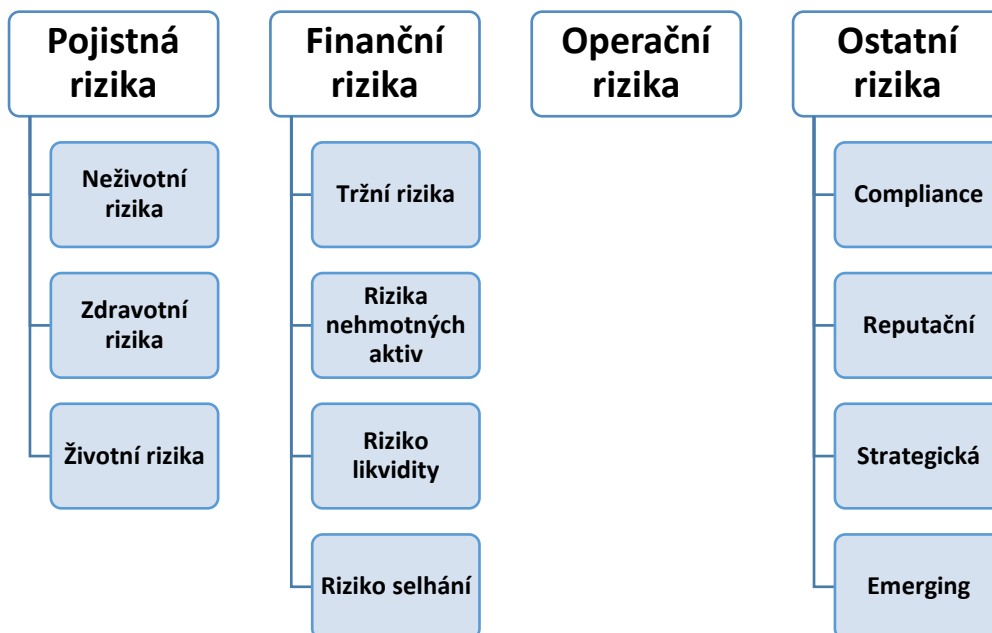 Pojistná
rizika
Neživotní
rizika
Zdravotní
rizika
Životní rizika
Finanční
rizika
Tržní rizika
Rizika
nehmotných
aktiv
Riziko
likvidity
Riziko selhání
Operační
rizika
Ostatní
rizika
Compliance
Reputační
Strategická
Emerging